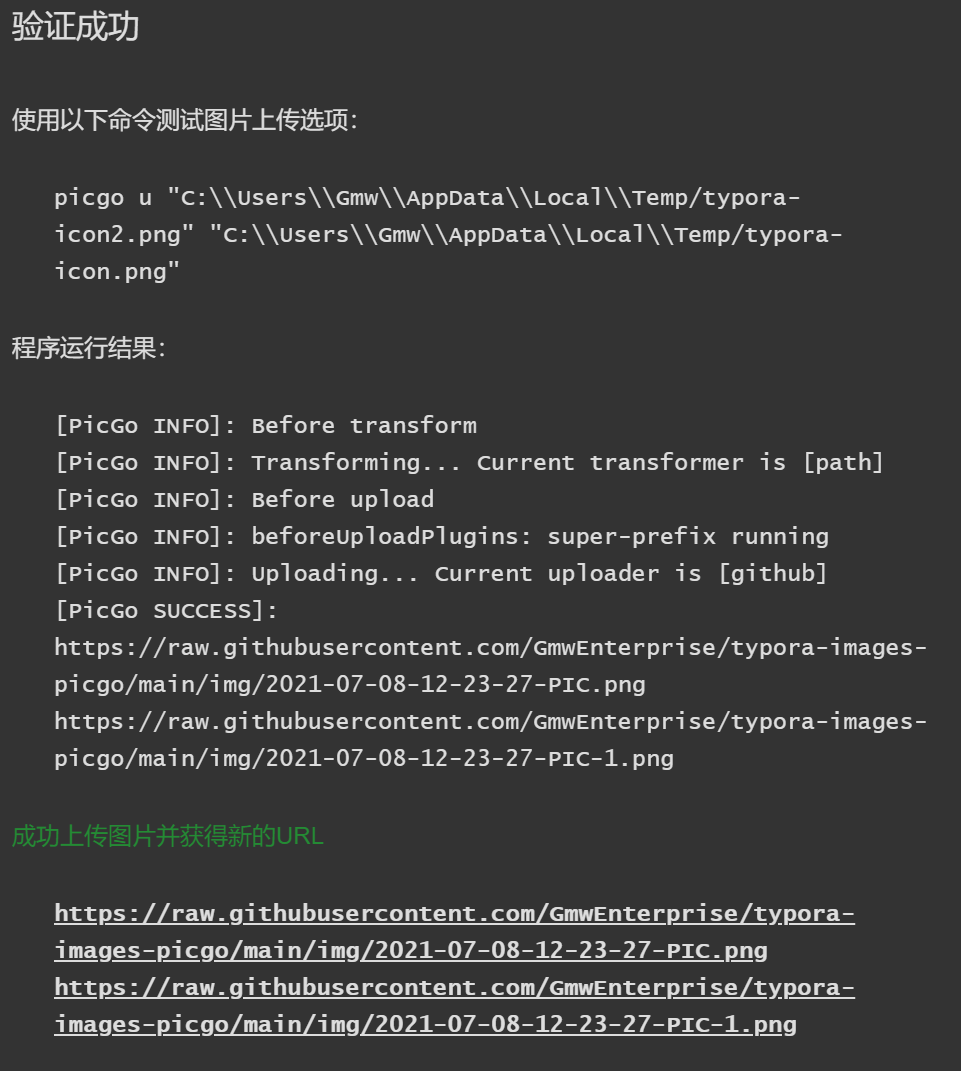 验证成功
使用以下命令测试图片上传选项：
picgo u "C:\\Users\\Gmw\\AppData\\Local\\Temp/typora-
icon2.png" "C:\\Users\\Gmw\\AppData\\Local\\Temp/typora-
icon.png"
程序运行结果：
[PicGo INFO]: Before transform
[PicGo INFO]: Transforming... Current transformer is [path]
[PicGo INFO]: Before upload
[PicGo INFO]: beforeUploadPlugins: super-prefix running
[PicGo INFO]: Uploading... Current uploader is [github]
[PicGo SUCCESS]:
https://raw.githubusercontent.com/GmwEnterprise/typora-images-
picgo/main/img/2021-07-08-12-23-27-PIC.png
https://raw.githubusercontent.com/GmwEnterprise/typora-images-
picgo/main/img/2021-07-08-12-23-27-PIC-1.png
成功上传图片并获得新的URL
https://raw.githubusercontent.com/GmwEnterprise/typora-
images-picgo/main/img/2021-07-08-12-23-27-PIC.png
https://raw.githubusercontent.com/GmwEnterprise/typora-
images-picgo/main/img/2021-07-08-12-23-27-PIC-1.png